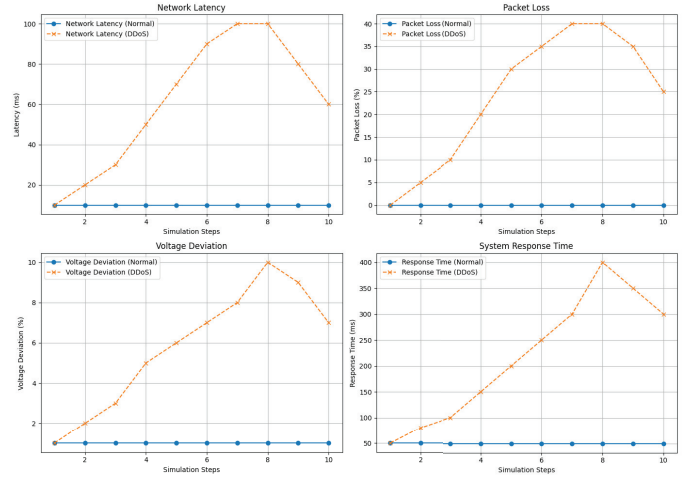 Network Latency
Network Latency (Normal)
Network Latency (DDoS)
100
80
60
40
20
Latency (ms)
2 4 6 8 10
Simulation Steps
Packet Loss
Packet Loss (Normal)
Packet Loss (DDoS)
40
35
30
25
20
15
10
5
0
Packet Loss (%)
2 4 6 8 10
Simulation Steps
Voltage Deviation
Voltage Deviation (Normal)
Voltage Deviation (DDoS)
10
8
6
4
2
Voltage Deviation (%)
2 4 6 8 10
Simulation Steps
System Response Time
Response Time (Normal)
Response Time (DDoS)
400
350
300
250
200
150
100
50
Response Time (ms)
2 4 6 8 10
Simulation Steps